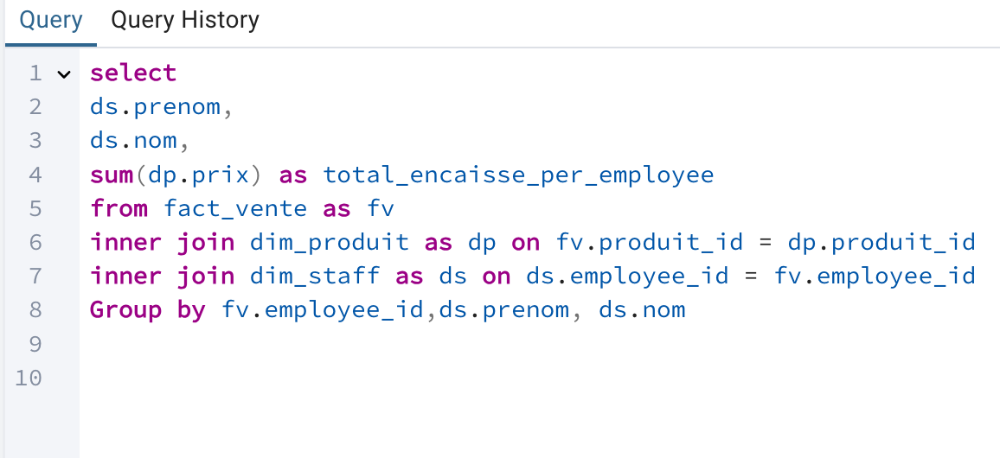 Query Query History
1 select
2 ds.prenom,
3 ds.nom,
4 sum(dp.prix) as total_encaisse_per_employee
5 from fact_vente as fv
6 inner join dim_produit as dp on fv.produit_id = dp.produit_id
7 inner join dim_staff as ds on ds.employee_id = fv.employee_id
8 Group by fv.employee_id,ds.prenom, ds.nom
9
10